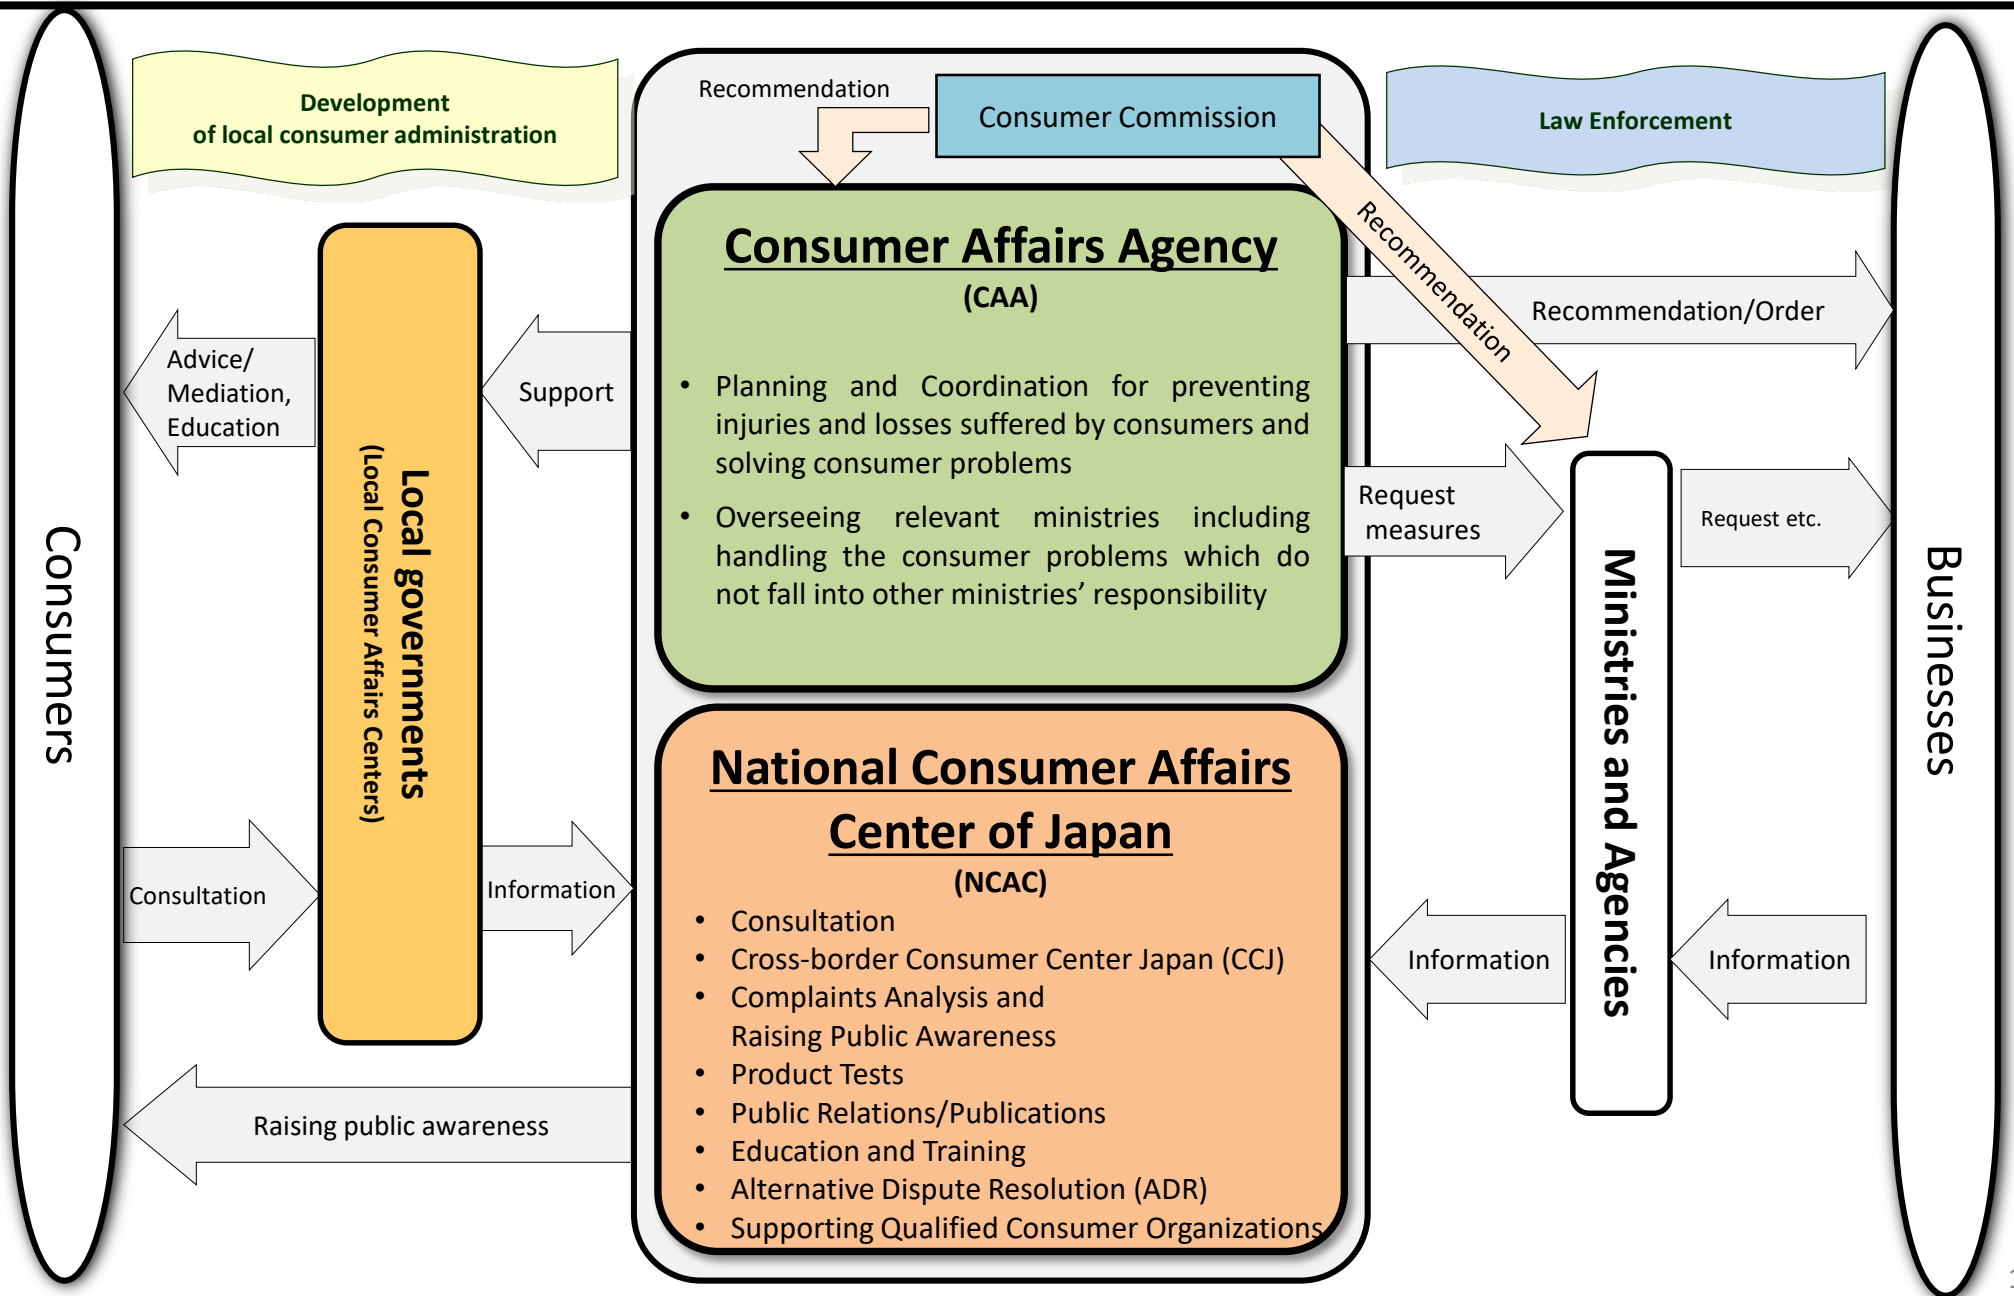 Development
of local consumer administration
Recommendation
Consumer Commission
Law Enforcement
Consumers
Advice/
Mediation,
Education
Local governments
(Local Consumer Affairs Centers)
Support
Consultation
Information
Raising public awareness
Consumer Affairs Agency
(CAA)
• Planning and Coordination for preventing
injuries and losses suffered by consumers and
solving consumer problems
• Overseeing relevant ministries including
handling the consumer problems which do
not fall into other ministries’ responsibility
National Consumer Affairs
Center of Japan
(NCAC)
• Consultation
• Cross-border Consumer Center Japan (CCJ)
• Complaints Analysis and
Raising Public Awareness
• Product Tests
• Public Relations/Publications
• Education and Training
• Alternative Dispute Resolution (ADR)
• Supporting Qualified Consumer Organizations
Recommendation
Recommendation/Order
Request
measures
Ministries and Agencies
Request etc.
Information
Information
Businesses